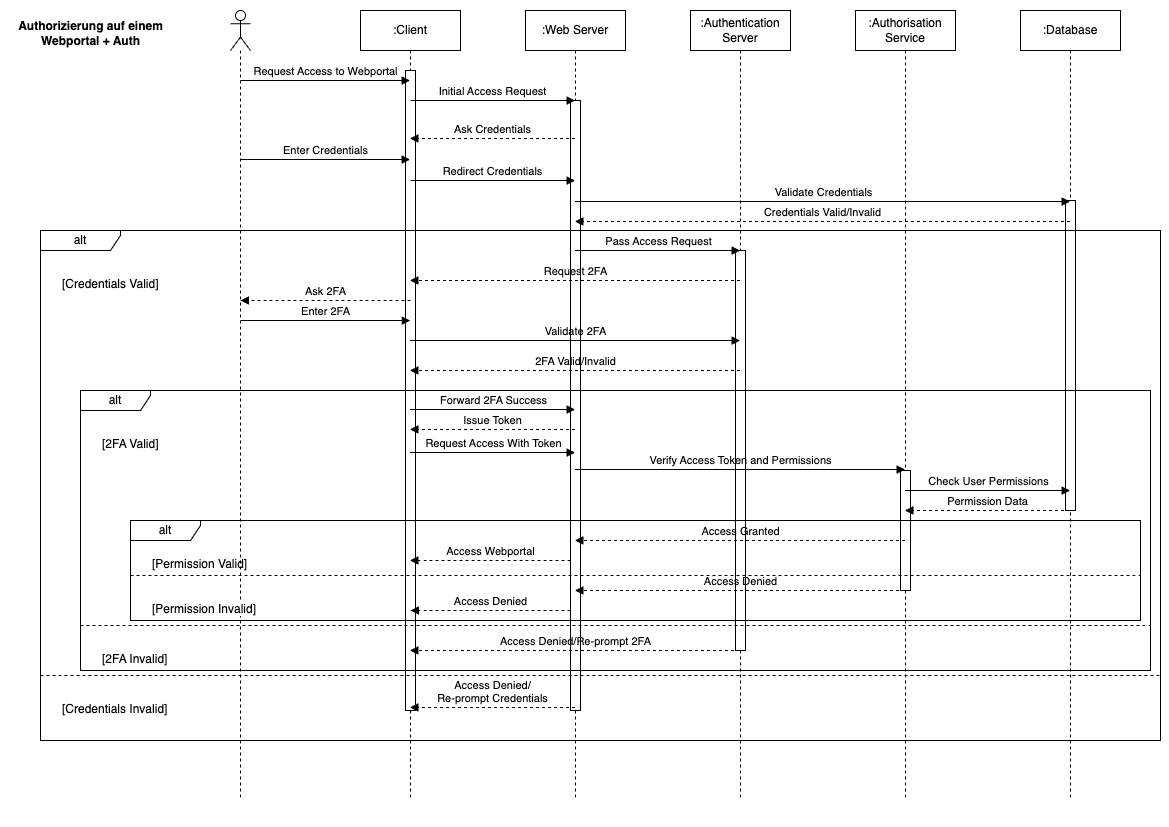 Authorizierung auf einem
Webportal + Auth
:Client
:Web Server
:Authentication
Server
:Authorisation
Service
:Database
Request Access to Webportal
Initial Access Request
Ask Credentials
Enter Credentials
Redirect Credentials
Validate Credentials
Credentials Valid/Invalid
alt
Pass Access Request
[Credentials Valid]
Request 2FA
Ask 2FA
Enter 2FA
Validate 2FA
2FA Valid/Invalid
alt
Forward 2FA Success
Issue Token
[2FA Valid]
Request Access With Token
Verify Access Token and Permissions
Check User Permissions
Permission Data
alt
Access Granted
Access Webportal
[Permission Valid]
Access Denied
Access Denied
[Permission Invalid]
Access Denied/Re-prompt 2FA
[2FA Invalid]
Access Denied/
Re-prompt Credentials
[Credentials Invalid]